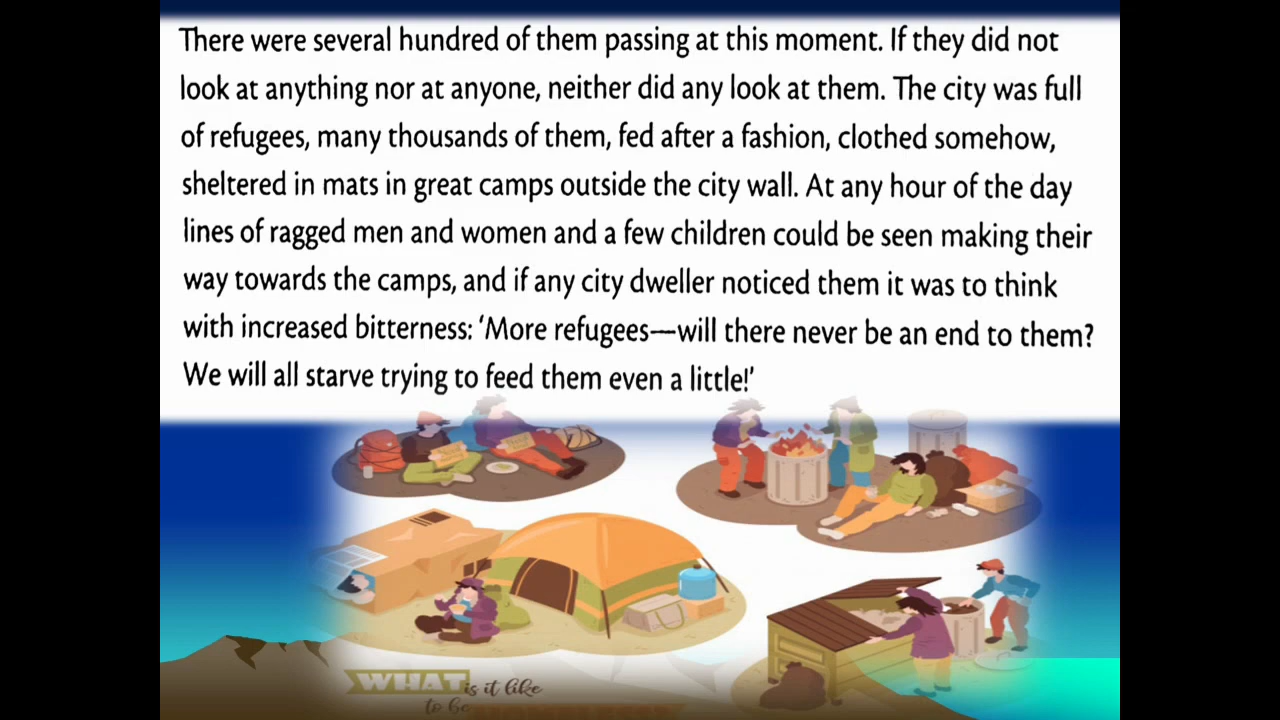 There were several hundred of them passing at this moment. If they did not
look at anything nor at anyone, neither did any look at them. The city was full
of refugees, many thousands of them, fed after a fashion, clothed somehow,
sheltered in mats in great camps outside the city wall. At any hour of the day
lines of ragged men and women and a few children could be seen making their
way towards the camps, and if any city dweller noticed them it was to think
with increased bitterness: ‘More refugees—will there never be an end to them?
We will all starve trying to feed them even a little!’
WHAT is it like
to be